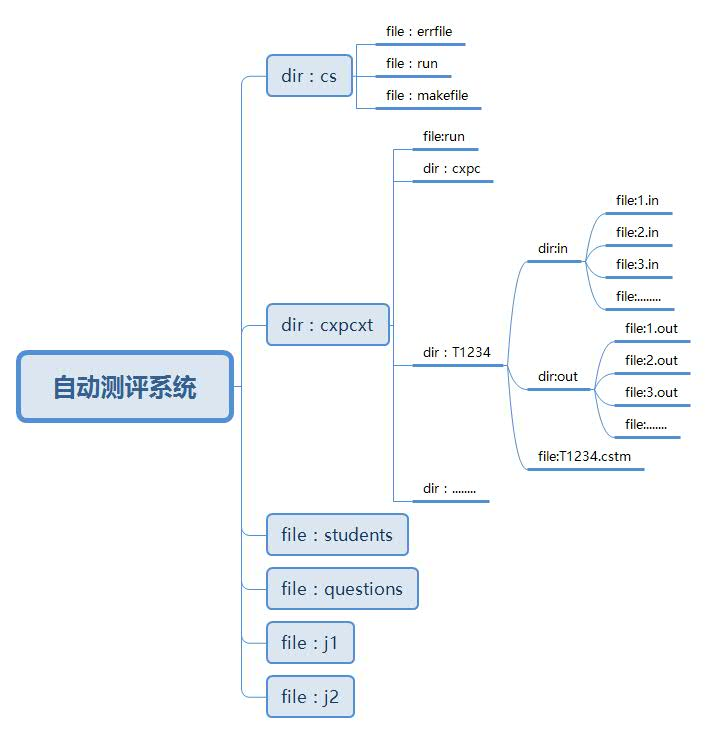 自动测评系统
dir：cs
file：errfile
file：run
file：makefile
dir：cxpcxt
file:run
dir：cxpc
dir：T1234
dir:in
file:1.in
file:2.in
file:3.in
file:........
dir:out
file:1.out
file:2.out
file:3.out
file:.......
file:T1234.cstm
dir：........
file：students
file：questions
file：j1
file：j2